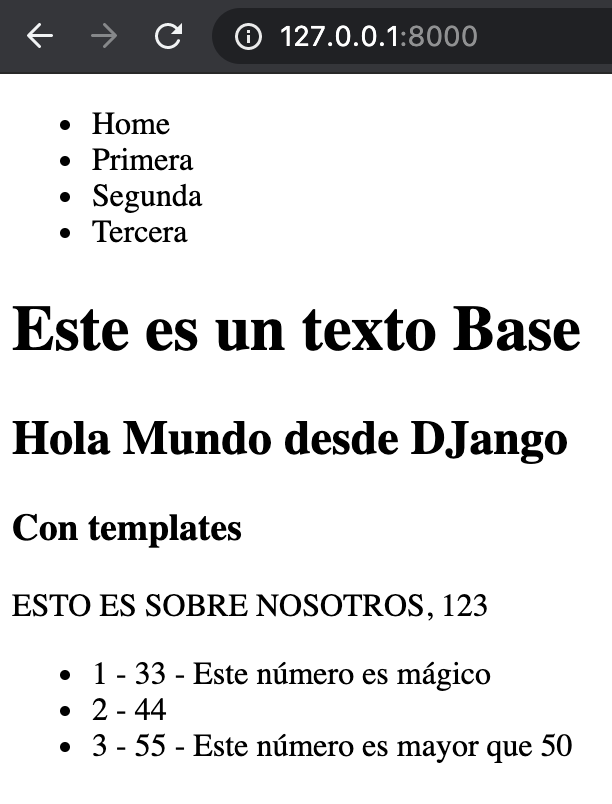 127.0.0.1:8000
Home
Primera
Segunda
Tercera
Este es un texto Base
Hola Mundo desde DJango
Con templates
ESTO ES SOBRE NOSOTROS, 123
1 - 33 - Este número es mágico
2 - 44
3 - 55 - Este número es mayor que 50